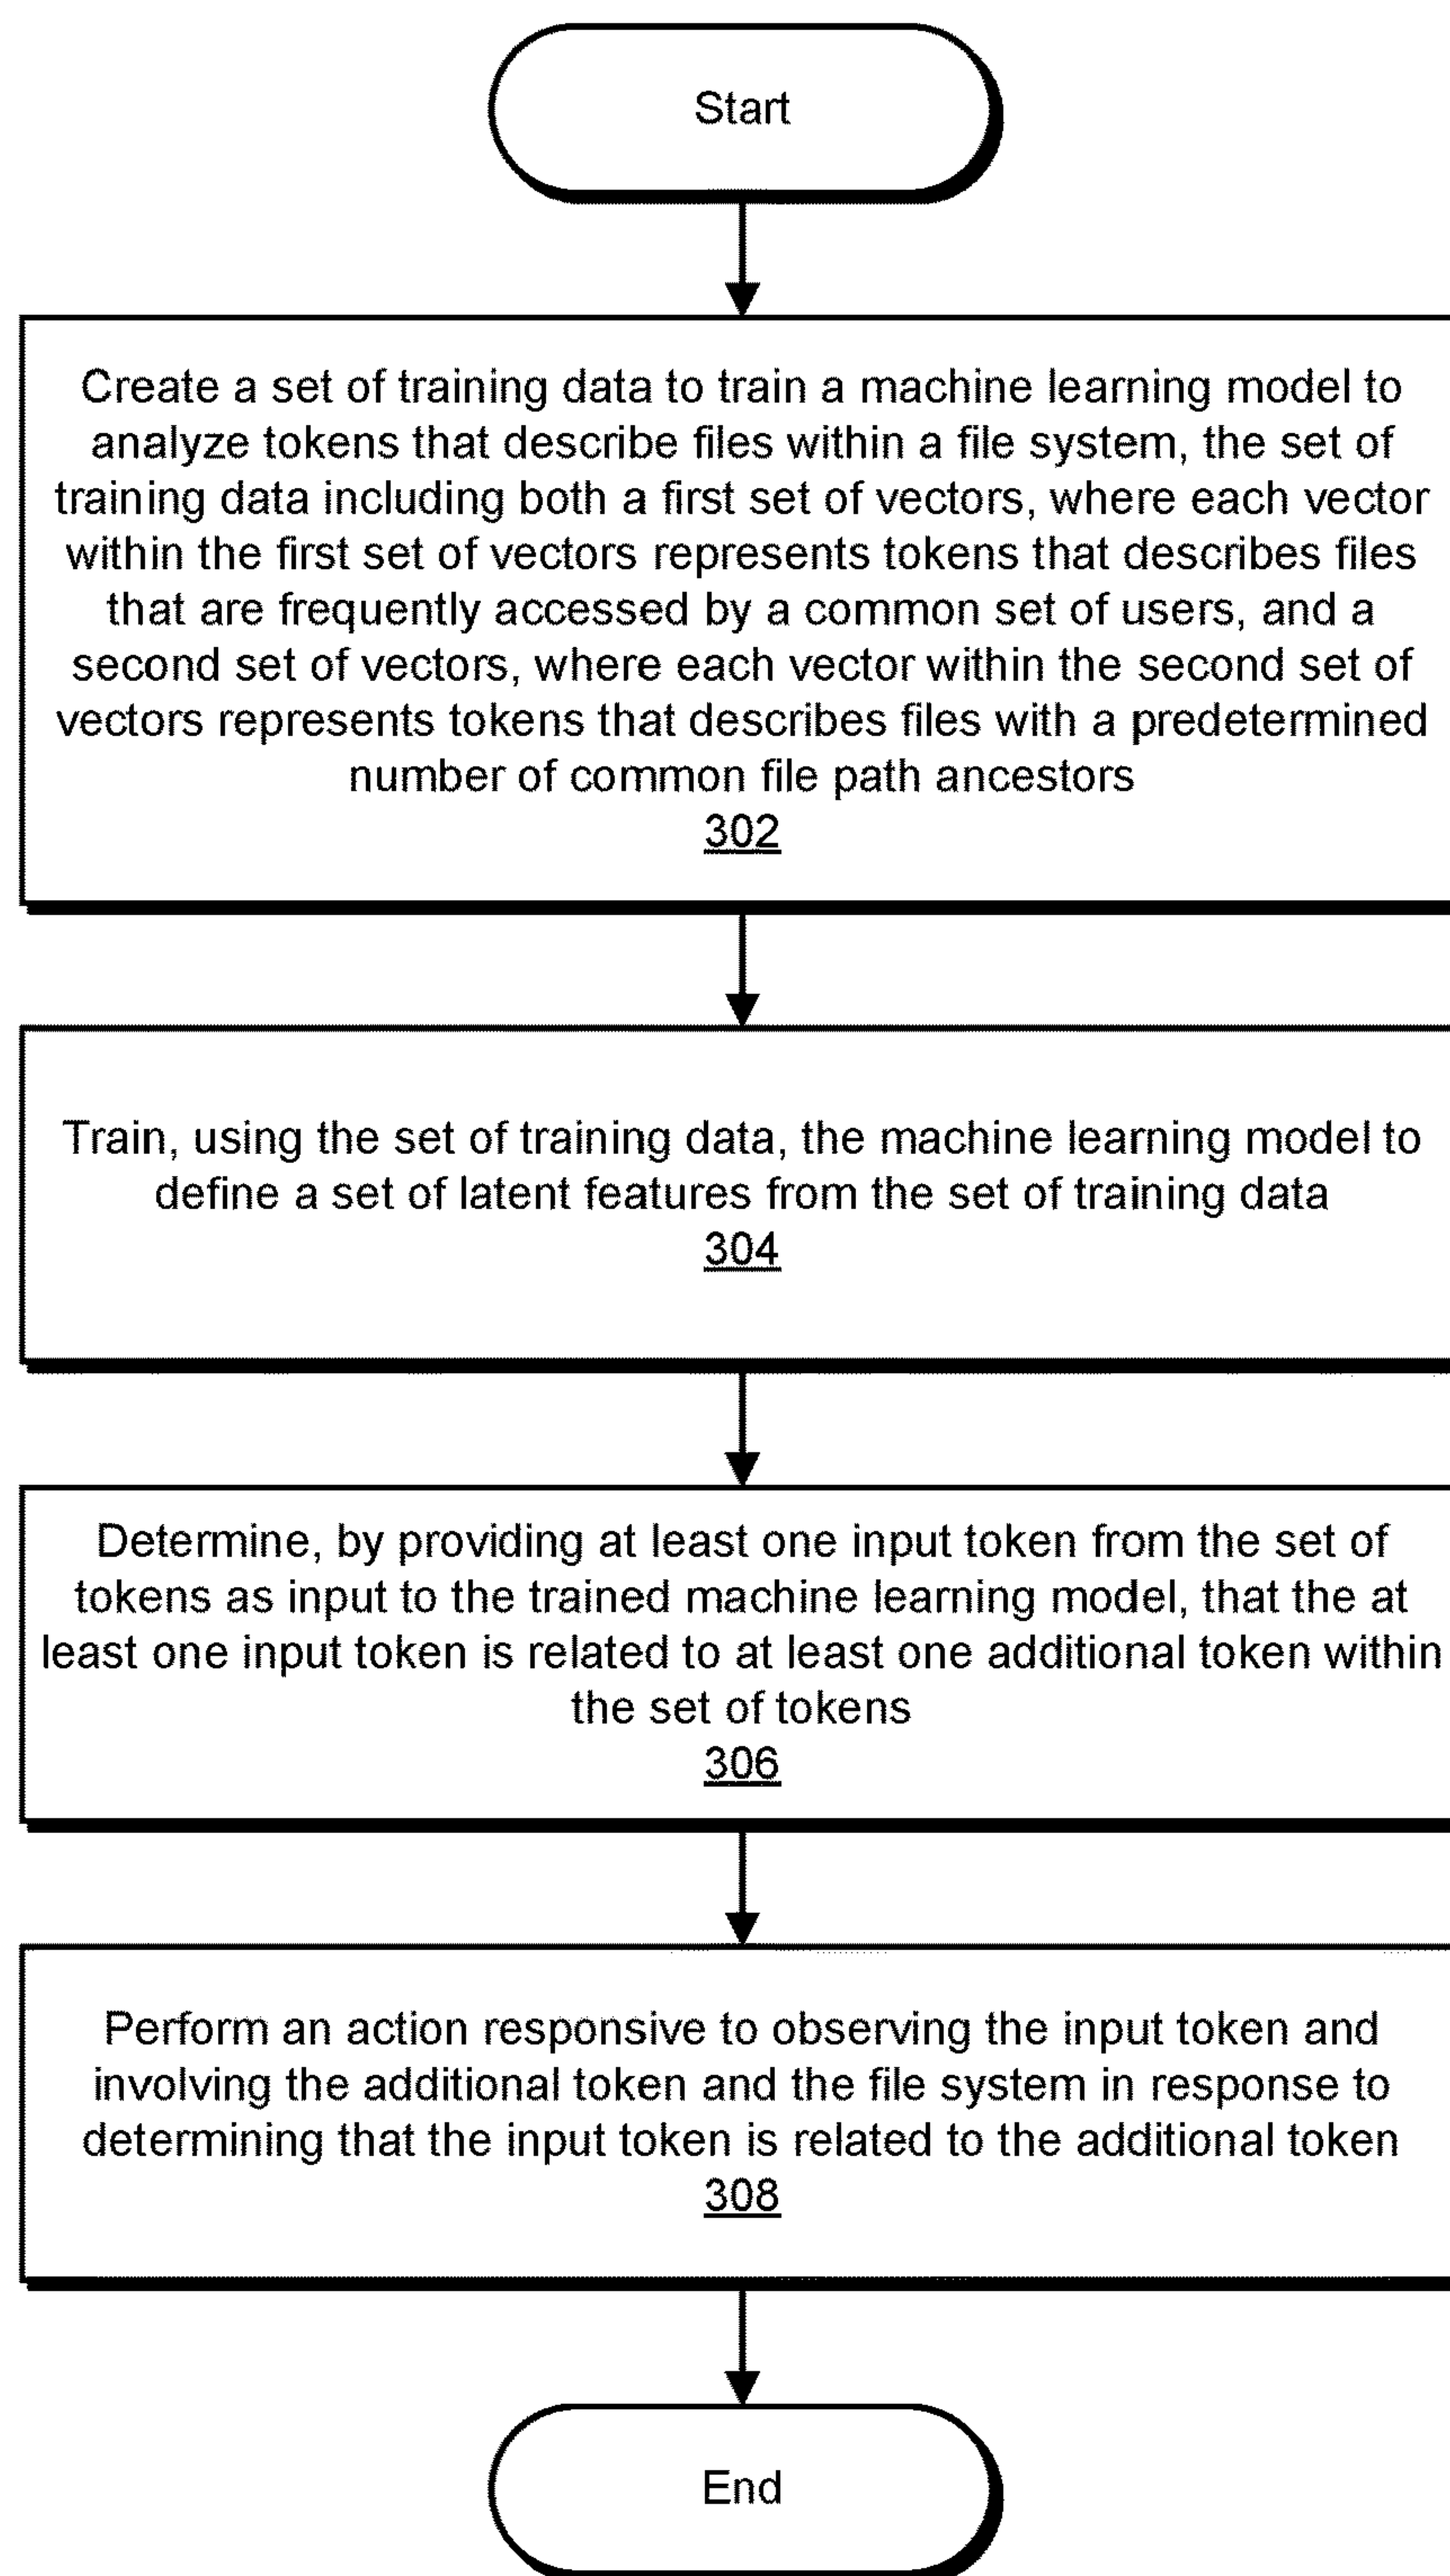 Start
Create a set of training data to train a machine learning model to
analyze tokens that describe files within a file system, the set of
training data including both a first set of vectors, where each vector
within the first set of vectors represents tokens that describes files
that are frequently accessed by a common set of users, and a
second set of vectors, where each vector within the second set of
vectors represents tokens that describes files with a predetermined
number of common file path ancestors
302
Train, using the set of training data, the machine learning model to
define a set of latent features from the set of training data
304
Determine, by providing at least one input token from the set of
tokens as input to the trained machine learning model, that the at
least one input token is related to at least one additional token within
the set of tokens
306
Perform an action responsive to observing the input token and
involving the additional token and the file system in response to
determining that the input token is related to the additional token
308
End